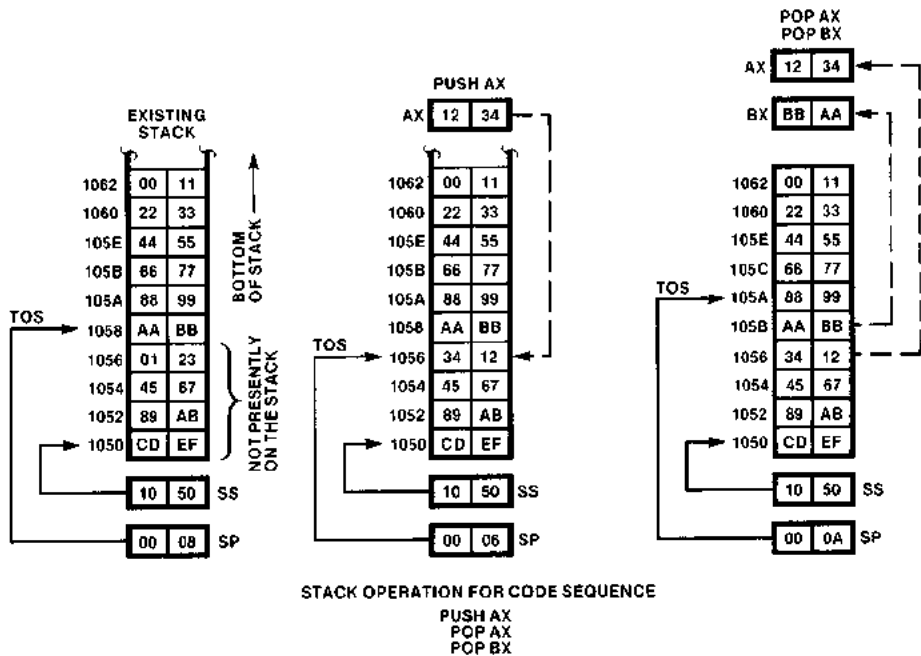 EXISTING
STACK
1062 00 11
1060 22 33
105E 44 55
105B 66 77
105A 88 99
TOS
1058 AA BB
1056 01 23
1054 45 67
1052 89 AB
1050 CD EF
BOTTOM
OF STACK
NOT PRESENTLY
ON THE STACK
10 50 SS
00 08 SP
PUSH AX
AX 12 34
1062 00 11
1060 22 33
105E 44 55
105B 66 77
105A 88 99
1058 AA BB
TOS
1056 34 12
1054 45 67
1052 89 AB
1050 CD EF
10 50 SS
00 06 SP
POP AX
POP BX
AX 12 34
BX BB AA
1062 00 11
1060 22 33
105E 44 55
105C 66 77
TOS
105A 88 99
105B AA BB
1056 34 12
1054 45 67
1052 89 AB
1050 CD EF
10 50 SS
00 0A SP
STACK OPERATION FOR CODE SEQUENCE
PUSH AX
POP AX
POP BX